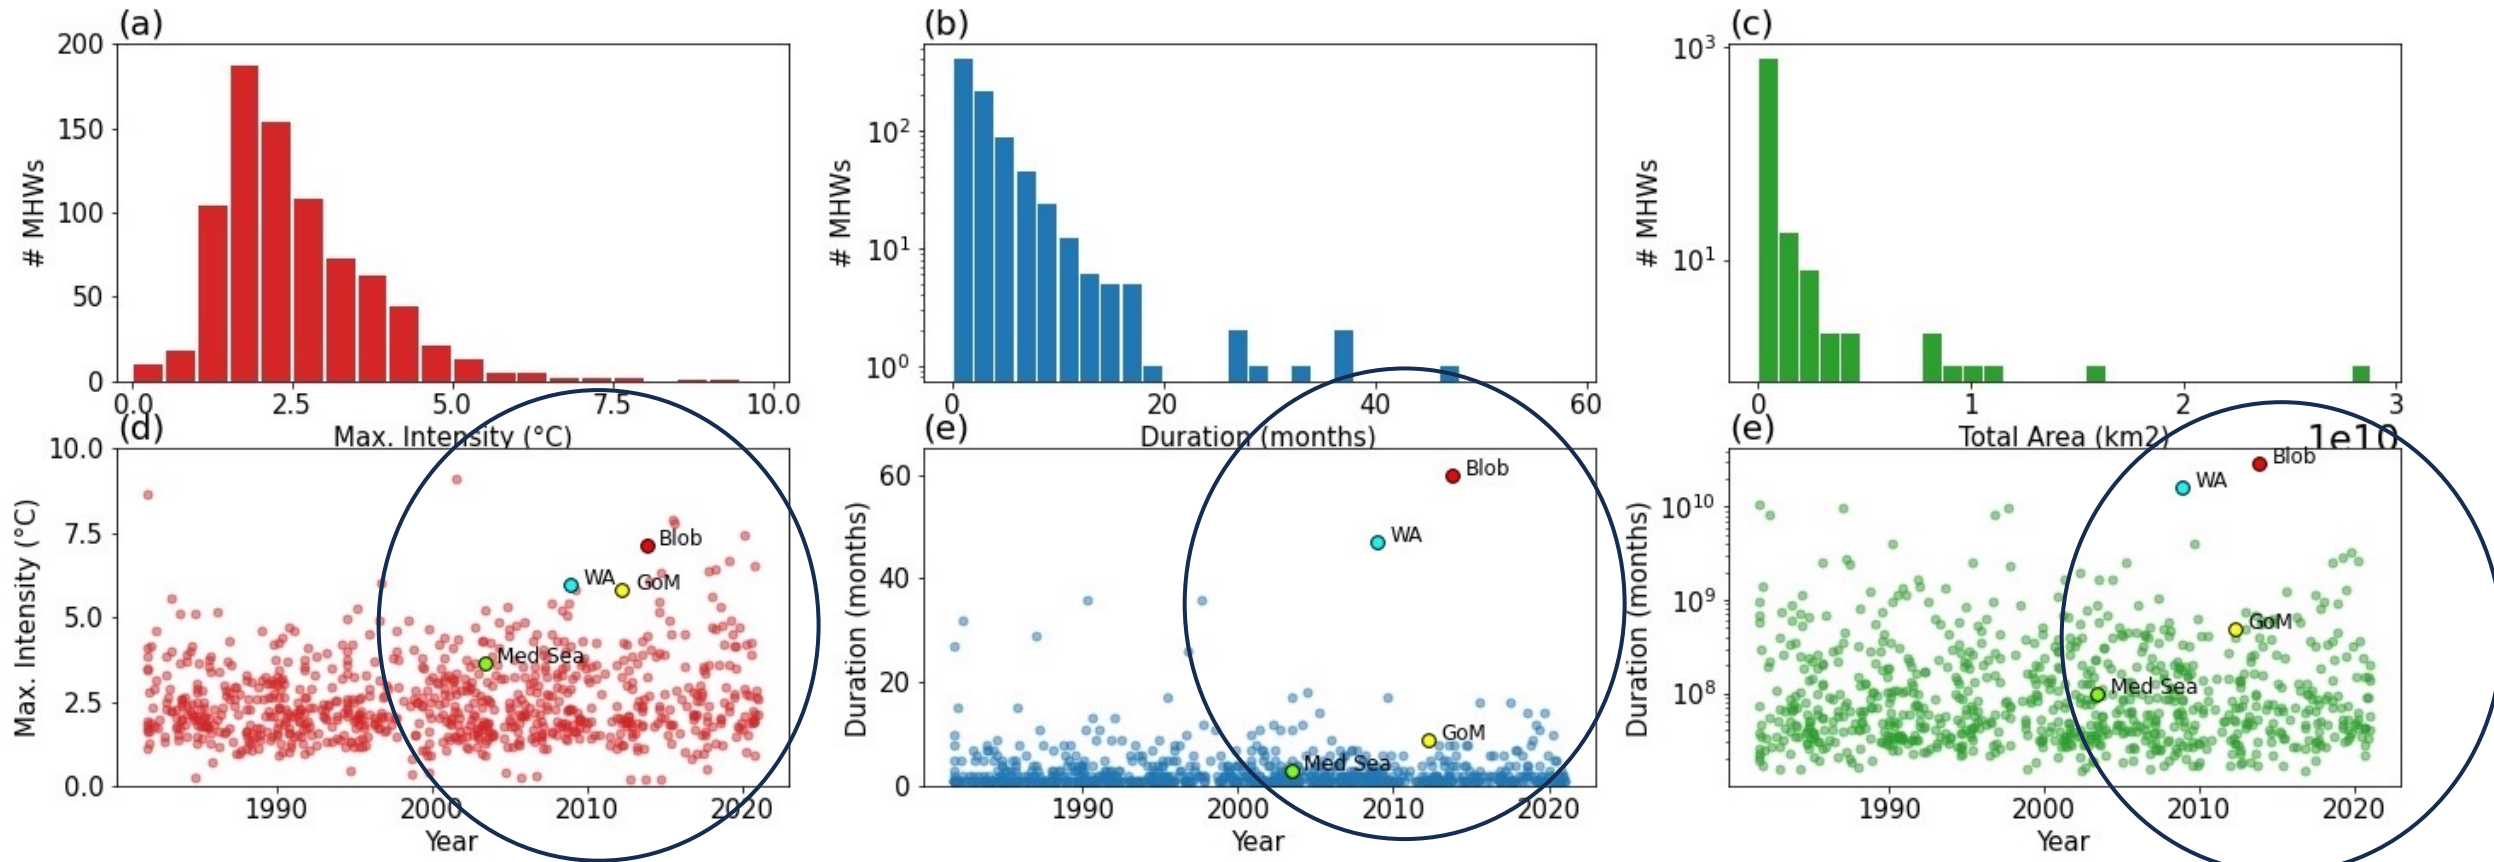 (a)
200
150
100
50
0
# MHWs
0.0 2.5 5.0 7.5 10.0
Max. Intensity (°C)
(b)
10²
10¹
10⁰
# MHWs
0 20 40 60
Duration (months)
(c)
10³
10¹
# MHWs
0 1 2 3
Total Area (km2)
1e10
(d)
10.0
7.5
5.0
2.5
0.0
Max. Intensity (°C)
Blob
WA
GoM
Med Sea
1990 2000 2010 2020
Year
(e)
60
40
20
0
Duration (months)
Blob
WA
GoM
Med Sea
1990 2000 2010 2020
Year
(e)
10¹⁰
10⁹
10⁸
Duration (months)
Blob
WA
GoM
Med Sea
1990 2000 2010 2020
Year